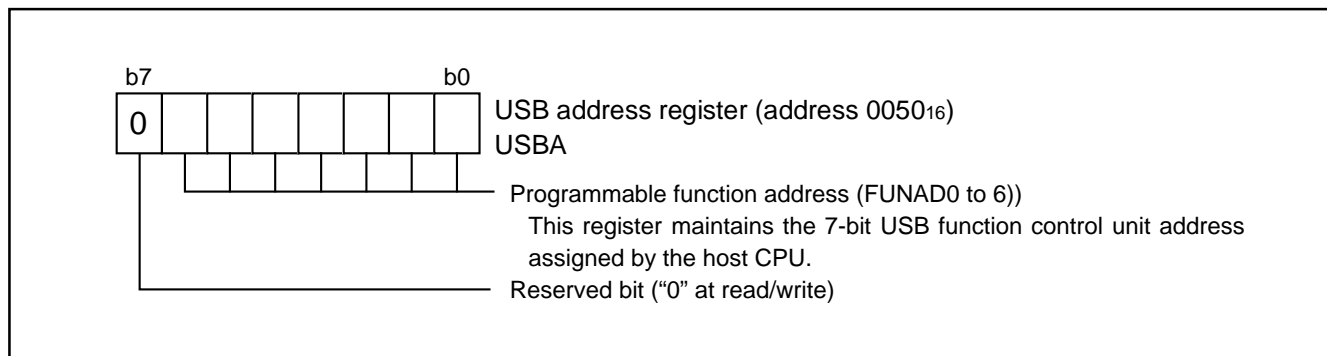 b7 b0
0
USB address register (address 0050₁₆)
USBA
Programmable function address (FUNAD0 to 6))
This register maintains the 7-bit USB function control unit address
assigned by the host CPU.
Reserved bit (“0” at read/write)